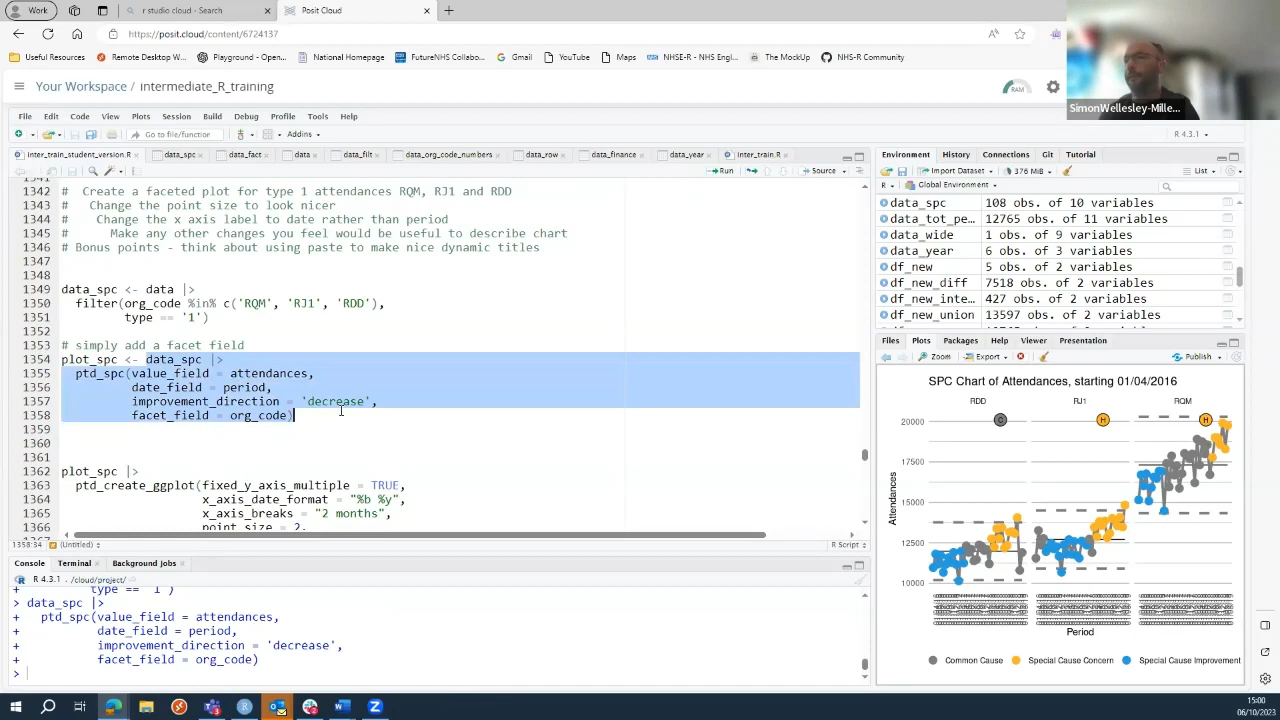 Work
r studio cloud - Search
Posit Cloud
https://posit.cloud/content/6724137
Useful Resources
Remote Desktop W...
Playground - Open...
National Homepage
FutureNHS Collabo...
Gmail
YouTube
Maps
NHSE-R - NHS Engl...
The MockUp
NHS-R Community
SimonWellesley-Mille...
Your Workspace / intermediate_R_training
RAM
File Edit Code View Plots Session Build Debug Profile Tools Help
Go to file/function
Addins
R 4.3.1
inter_train_student_version.R
data_spc
data_fact
data
data_filt
data_org_code_numbers
data_row
data_finance
data_year
inter_train.R
Run
Source
1342 # Create a faceted plot for type 1 attendances RQM, RJ1 and RDD
1343 # Change the point size to look nicer
1344 # Change the x axis label to date rather than period
1345 # Make any other changes you feel would be useful to describe chart
1346 # Bonus points - think about using paste to make nice dynamic titles
1347
1348
1349 data_spc <- data |>
1350 filter(org_code %in% c('RQM', 'RJ1', 'RDD'),
1351 type == '1')
1352
1353 # simply add a facet field
1354 plot_spc <- data_spc |>
1355 ptd_spc(value_field = attendances,
1356 date_field = period,
1357 improvement_direction = 'decrease',
1358 facet_field = org_code)
1359
1360
1361
1362 plot_spc |>
1363 ptd_create_ggplot(fixed_y_axis_multiple = TRUE,
1364 x_axis_date_format = "%b %y",
1365 x_axis_breaks = "2 months",
1366 point_size = 2,
1358:34
(Untitled)
R Script
Console
Terminal
Background Jobs
R 4.3.1 . /cloud/project/
+ type == '1')
> data_spc |>
+ ptd_spc(value_field = attendances,
+ date_field = period,
+ improvement_direction = 'decrease',
+ facet_field = org_code)
>
Environment History Connections Git Tutorial
Import Dataset
376 MiB
List
R
Global Environment
data_spc 108 obs. of 10 variables
data_tot_pe... 12765 obs. of 11 variables
data_wide 1 obs. of 9 variables
data_year 6 obs. of 3 variables
df_new 5 obs. of 2 variables
df_new_diff 7518 obs. of 2 variables
df_new_inte... 427 obs. of 2 variables
df_new_union 13597 obs. of 2 variables
Files Plots Packages Help Viewer Presentation
Zoom
Export
Publish
SPC Chart of Attendances, starting 01/04/2016
RDD
RJ1
RQM
C
H
H
20000
17500
15000
12500
10000
Attendances
Period
Common Cause
Special Cause Concern
Special Cause Improvement
15:00
06/10/2023